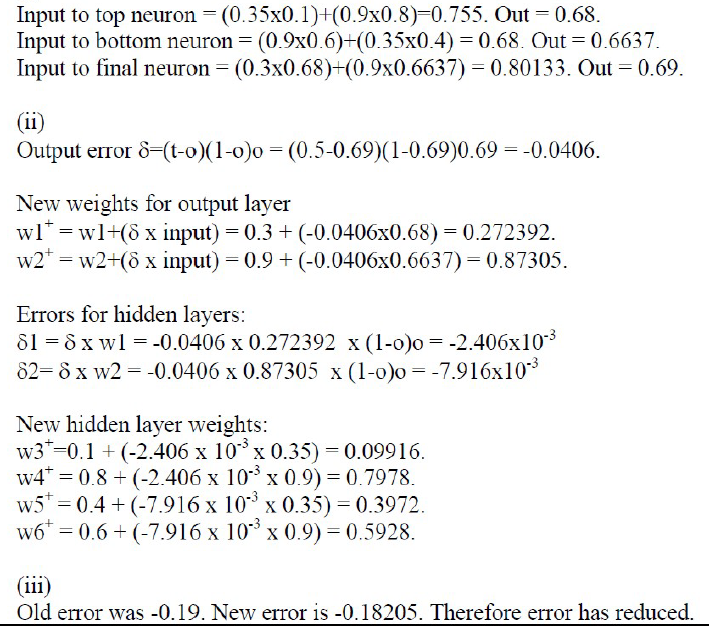 Input to top neuron = (0.35x0.1)+(0.9x0.8)=0.755. Out = 0.68.
Input to bottom neuron = (0.9x0.6)+(0.35x0.4) = 0.68. Out = 0.6637.
Input to final neuron = (0.3x0.68)+(0.9x0.6637) = 0.80133. Out = 0.69.
(ii)
Output error δ=(t-o)(1-o)o = (0.5-0.69)(1-0.69)0.69 = -0.0406.
New weights for output layer
w1⁺ = w1+(δ x input) = 0.3 + (-0.0406x0.68) = 0.272392.
w2⁺ = w2+(δ x input) = 0.9 + (-0.0406x0.6637) = 0.87305.
Errors for hidden layers:
δ1 = δ x w1 = -0.0406 x 0.272392 x (1-o)o = -2.406x10⁻³
δ2= δ x w2 = -0.0406 x 0.87305 x (1-o)o = -7.916x10⁻³
New hidden layer weights:
w3⁺=0.1 + (-2.406 x 10⁻³ x 0.35) = 0.09916.
w4⁺ = 0.8 + (-2.406 x 10⁻³ x 0.9) = 0.7978.
w5⁺ = 0.4 + (-7.916 x 10⁻³ x 0.35) = 0.3972.
w6⁺ = 0.6 + (-7.916 x 10⁻³ x 0.9) = 0.5928.
(iii)
Old error was -0.19. New error is -0.18205. Therefore error has reduced.